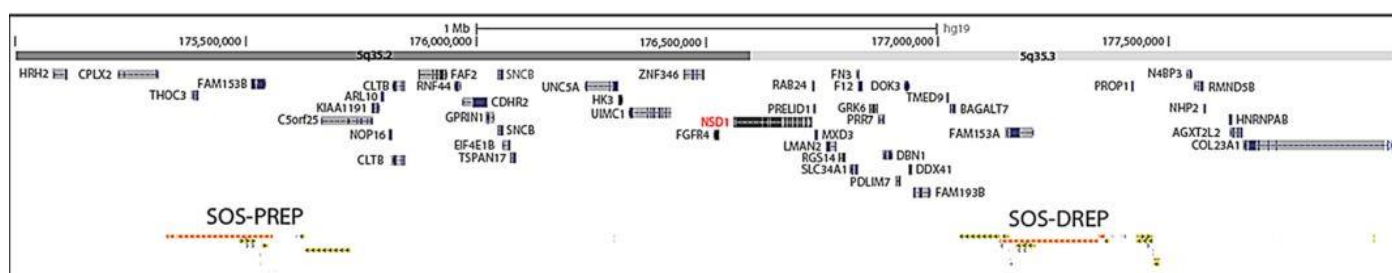 1 Mb hg19
175,500,000 176,000,000 176,500,000 177,000,000 177,500,000
5q35.2 5q35.3
HRH2 CPLX2 FAF2 SNCB ZNF346 FN3 N4BP3
FAM153B CLTB RNF44 UNC5A RAB24 F12 DOK3 PROP1 RMND5B
THOC3 ARL10 CDHR2 HK3 TMED9
KIAA1191 GPRIN1 UIMC1 PRELID1 GRK6 BAGALT7 NHP2
C5orf25 NSD1 PRR7 HNRNPAB
NOP16 SNCB FGFR4 MXD3 FAM153A AGXT2L2
EIF4E1B LMAN2 COL23A1
CLTB TSPAN17 RGS14 DBN1
SLC34A1 DDX41
PDLIM7
FAM193B
SOS-PREP SOS-DREP